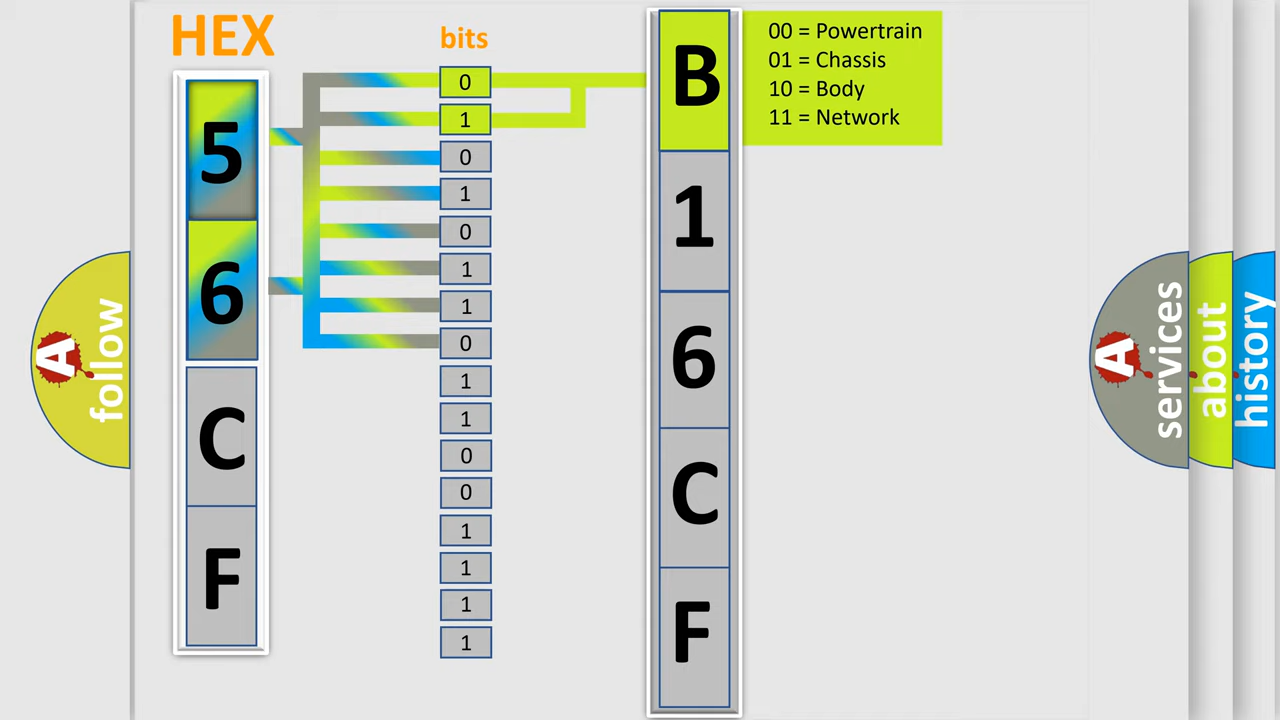 HEX
bits
5
6
C
F
0
1
0
1
0
1
1
0
1
1
0
0
1
1
1
1
B
1
6
C
F
00 = Powertrain
01 = Chassis
10 = Body
11 = Network
A
follow
A
services
about
history